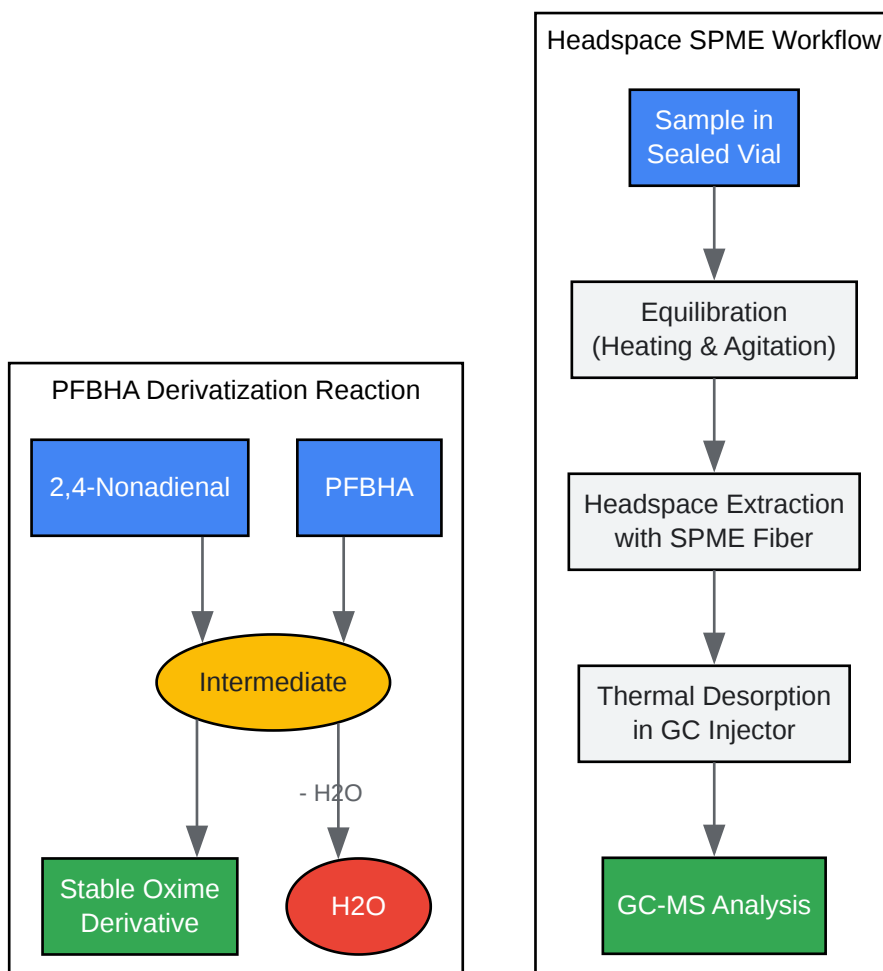 PFBHA Derivatization Reaction
2,4-Nonadienal
PFBHA
Intermediate
- H2O
Stable Oxime
Derivative
H2O
Headspace SPME Workflow
Sample in
Sealed Vial
Equilibration
(Heating & Agitation)
Headspace Extraction
with SPME Fiber
Thermal Desorption
in GC Injector
GC-MS Analysis